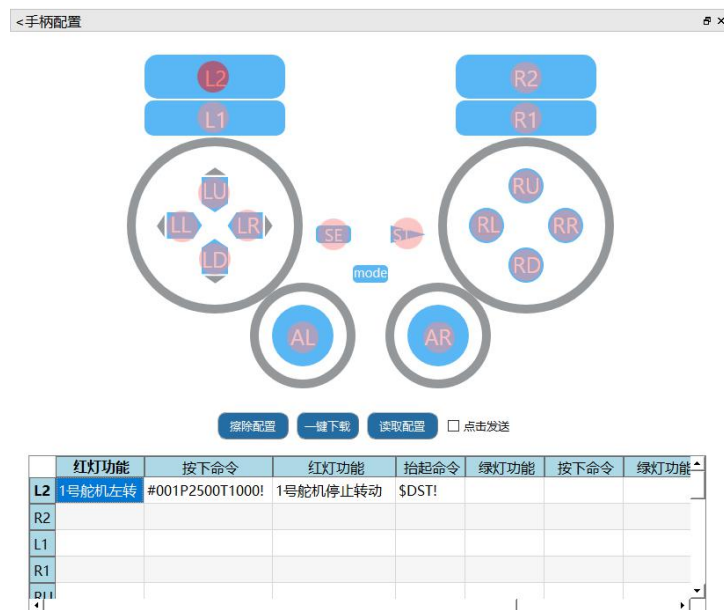 <手柄配置
L2 R2
L1 R1
LU RU
LL LR RL RR
SE
LD RD
mode
AL AR
擦除配置 一键下载 读取配置 点击发送
红灯功能 按下命令 红灯功能 抬起命令 绿灯功能 按下命令 绿灯功能
L2 1号舵机左转 #001P2500T1000! 1号舵机停止转动 $DST!
R2
L1
R1
RU